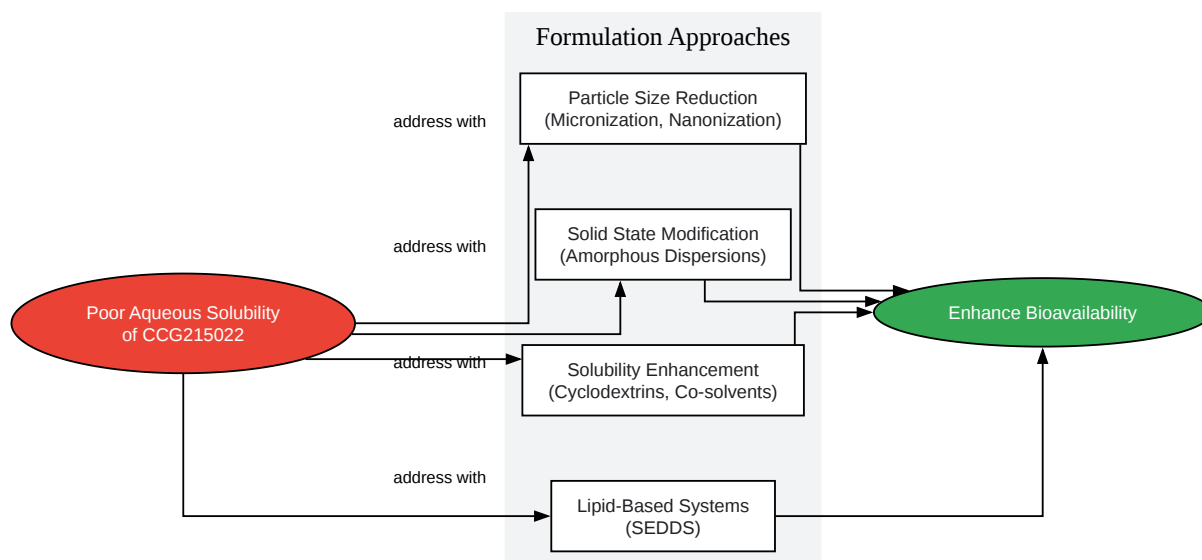 Formulation Approaches
address with
Particle Size Reduction
(Micronization, Nanonization)
address with
Solid State Modification
(Amorphous Dispersions)
Poor Aqueous Solubility
of CCG215022
Enhance Bioavailability
address with
Solubility Enhancement
(Cyclodextrins, Co-solvents)
address with
Lipid-Based Systems
(SEDDS)